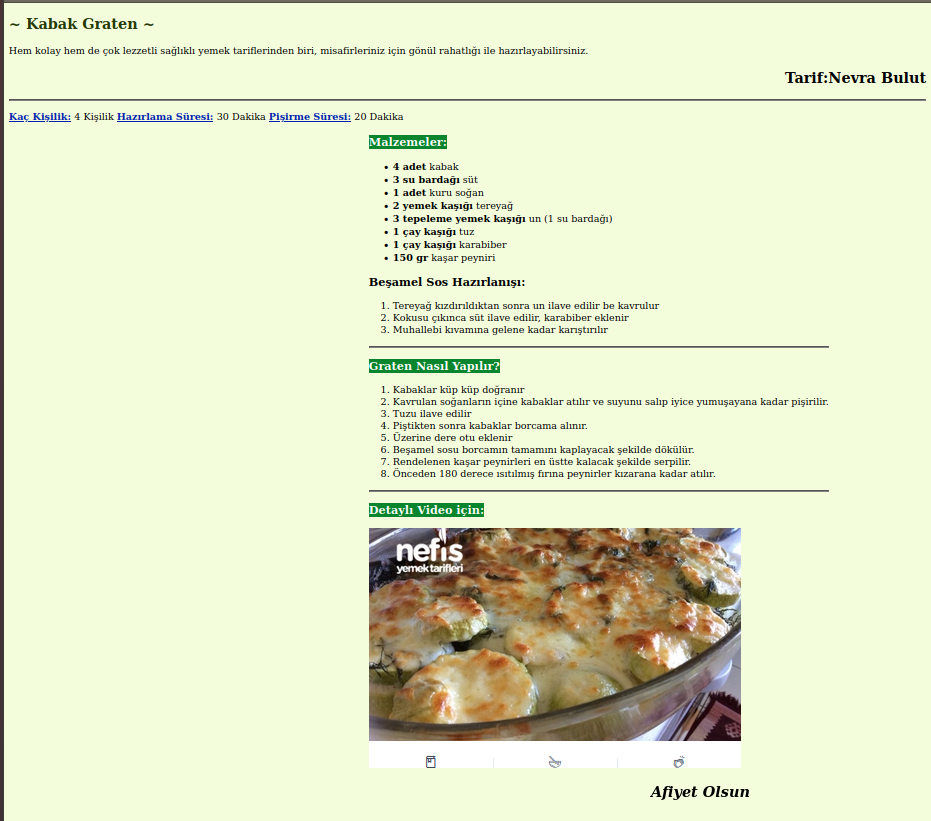 ~ Kabak Graten ~
Hem kolay hem de çok lezzetli sağlıklı yemek tariflerinden biri, misafirleriniz için gönül rahatlığı ile hazırlayabilirsiniz.
Tarif:Nevra Bulut
Kaç Kişilik: 4 Kişilik Hazırlama Süresi: 30 Dakika Pişirme Süresi: 20 Dakika
Malzemeler:
• 4 adet kabak
• 3 su bardağı süt
• 1 adet kuru soğan
• 2 yemek kaşığı tereyağ
• 3 tepeleme yemek kaşığı un (1 su bardağı)
• 1 çay kaşığı tuz
• 1 çay kaşığı karabiber
• 150 gr kaşar peyniri
Beşamel Sos Hazırlanışı:
1. Tereyağ kızdırıldıktan sonra un ilave edilir be kavrulur
2. Kokusu çıkınca süt ilave edilir, karabiber eklenir
3. Muhallebi kıvamına gelene kadar karıştırılır
Graten Nasıl Yapılır?
1. Kabaklar küp küp doğranır
2. Kavrulan soğanların içine kabaklar atılır ve suyunu salıp iyice yumuşayana kadar pişirilir.
3. Tuzu ilave edilir
4. Piştikten sonra kabaklar borcama alınır.
5. Üzerine dere otu eklenir
6. Beşamel sosu borcamın tamamını kaplayacak şekilde dökülür.
7. Rendelenen kaşar peynirleri en üstte kalacak şekilde serpilir.
8. Önceden 180 derece ısıtılmış fırına peynirler kızarana kadar atılır.
Detaylı Video için:
nefis
yemek tarifleri
Afiyet Olsun